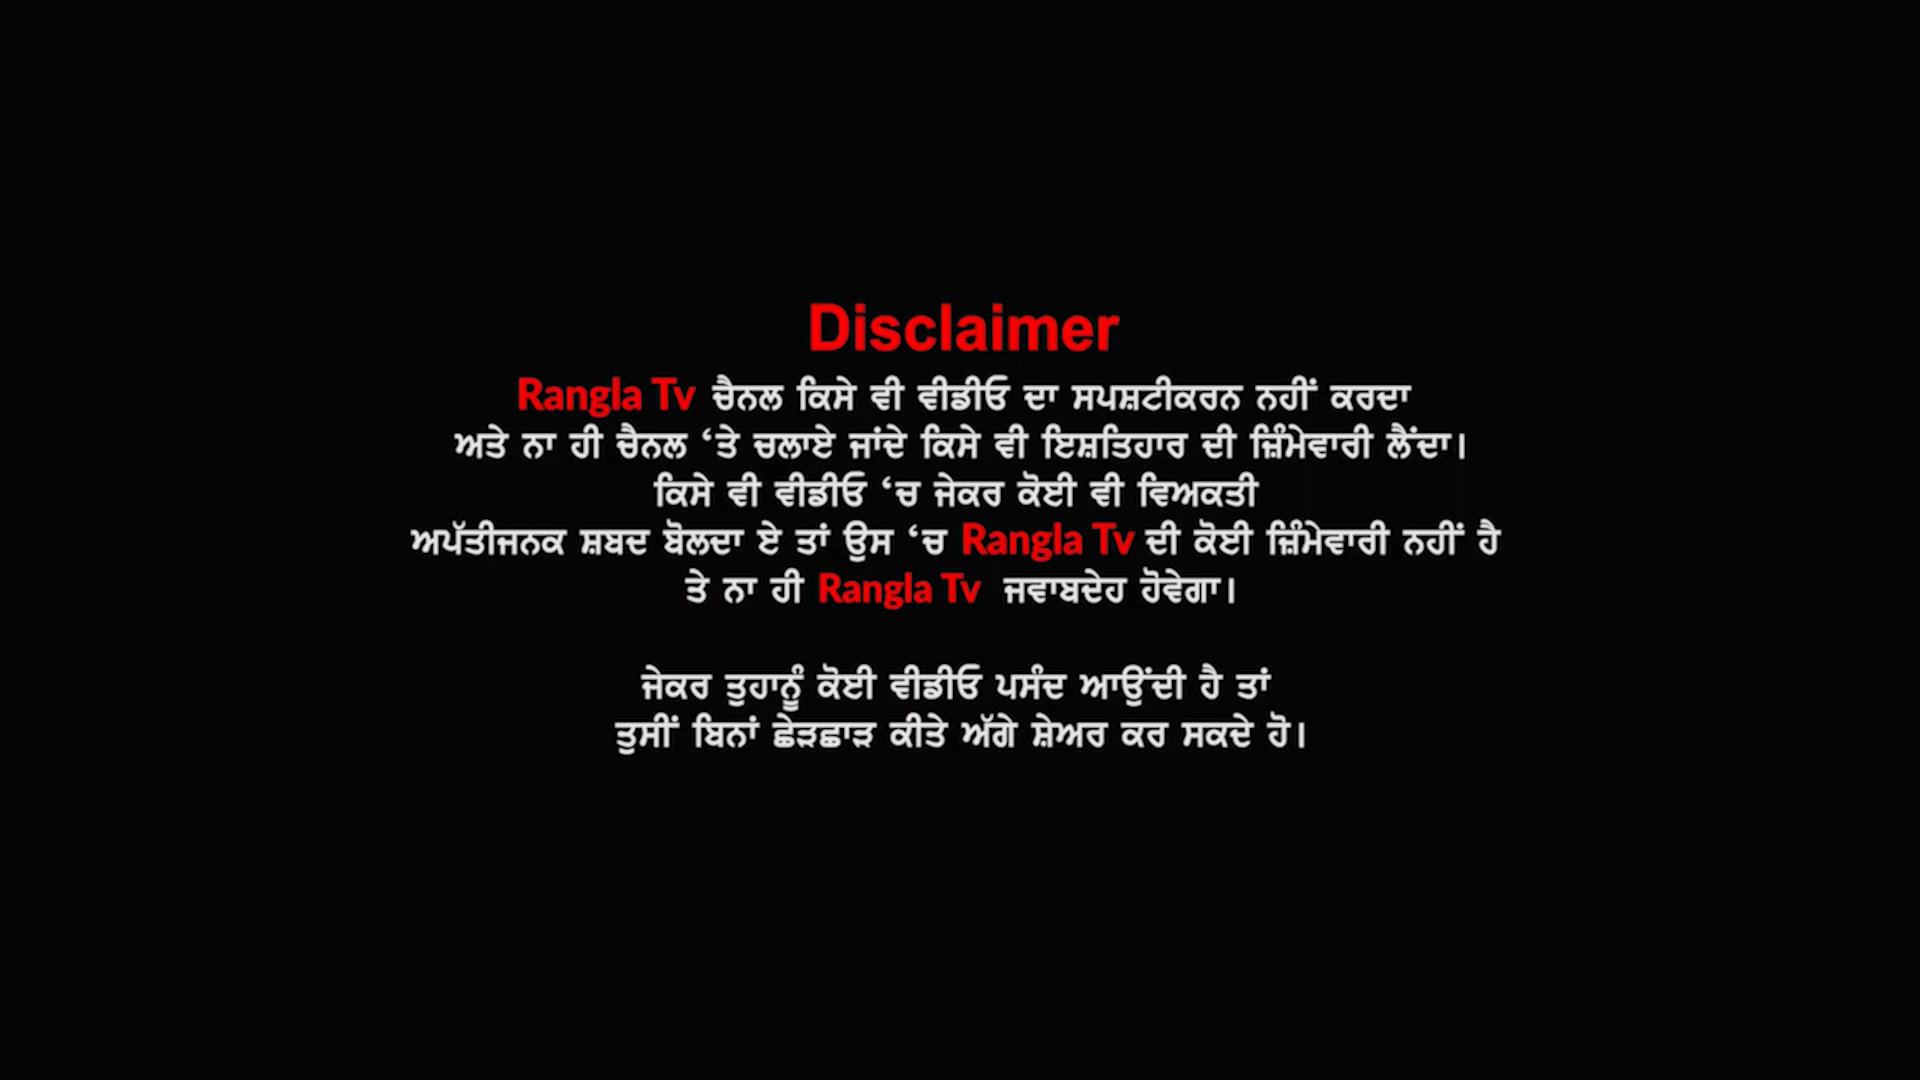 Disclaimer
Rangla Tv ਚੈਨਲ ਕਿਸੇ ਵੀ ਵੀਡੀਓ ਦਾ ਸਪਸ਼ਟੀਕਰਨ ਨਹੀਂ ਕਰਦਾ
ਅਤੇ ਨਾ ਹੀ ਚੈਨਲ ‘ਤੇ ਚਲਾਏ ਜਾਂਦੇ ਕਿਸੇ ਵੀ ਇਸ਼ਤਿਹਾਰ ਦੀ ਜ਼ਿੰਮੇਵਾਰੀ ਲੈਂਦਾ।
ਕਿਸੇ ਵੀ ਵੀਡੀਓ ‘ਚ ਜੇਕਰ ਕੋਈ ਵੀ ਵਿਅਕਤੀ
ਅਪੱਤੀਜਨਕ ਸ਼ਬਦ ਬੋਲਦਾ ਏ ਤਾਂ ਉਸ ‘ਚ Rangla Tv ਦੀ ਕੋਈ ਜ਼ਿੰਮੇਵਾਰੀ ਨਹੀਂ ਹੈ
ਤੇ ਨਾ ਹੀ Rangla Tv ਜਵਾਬਦੇਹ ਹੋਵੇਗਾ।
ਜੇਕਰ ਤੁਹਾਨੂੰ ਕੋਈ ਵੀਡੀਓ ਪਸੰਦ ਆਉਂਦੀ ਹੈ ਤਾਂ
ਤੁਸੀਂ ਬਿਨਾਂ ਛੇੜਛਾੜ ਕੀਤੇ ਅੱਗੇ ਸ਼ੇਅਰ ਕਰ ਸਕਦੇ ਹੋ।